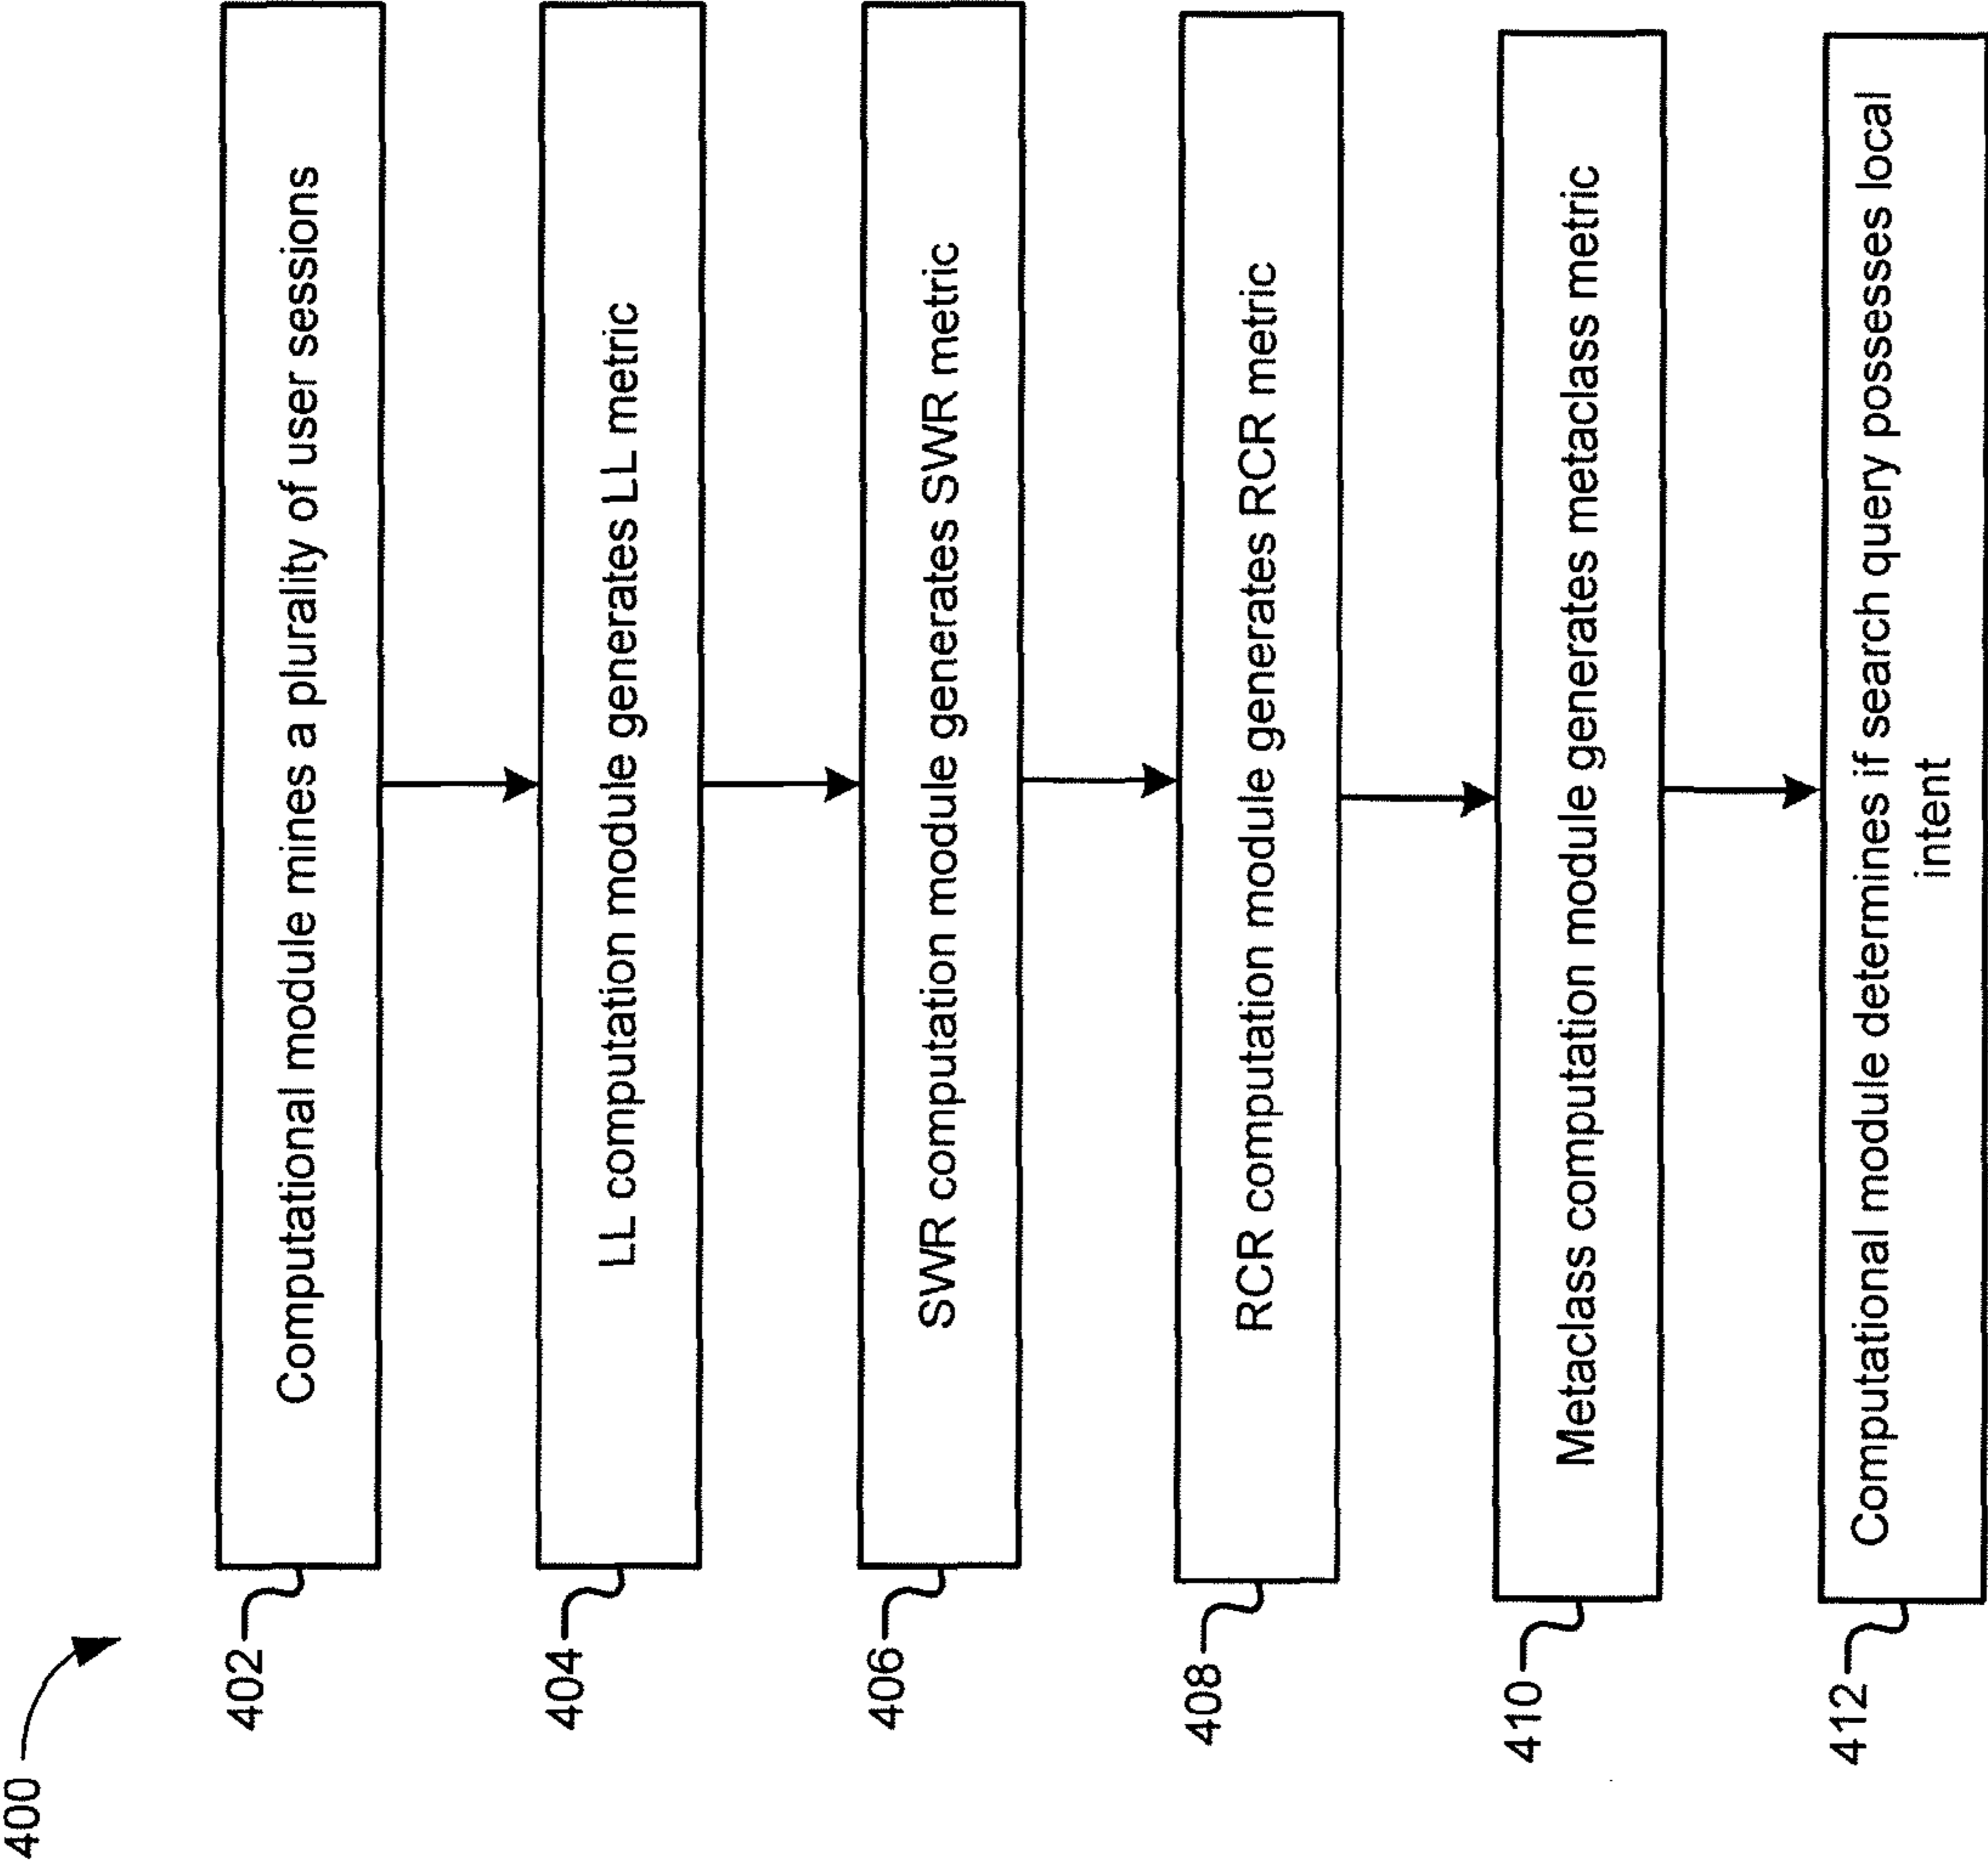 400
402
Computational module mines a plurality of user sessions
404
LL computation module generates LL metric
406
SWR computation module generates SWR metric
408
RCR computation module generates RCR metric
410
Metaclass computation module generates metaclass metric
412
Computational module determines if search query possesses local
intent